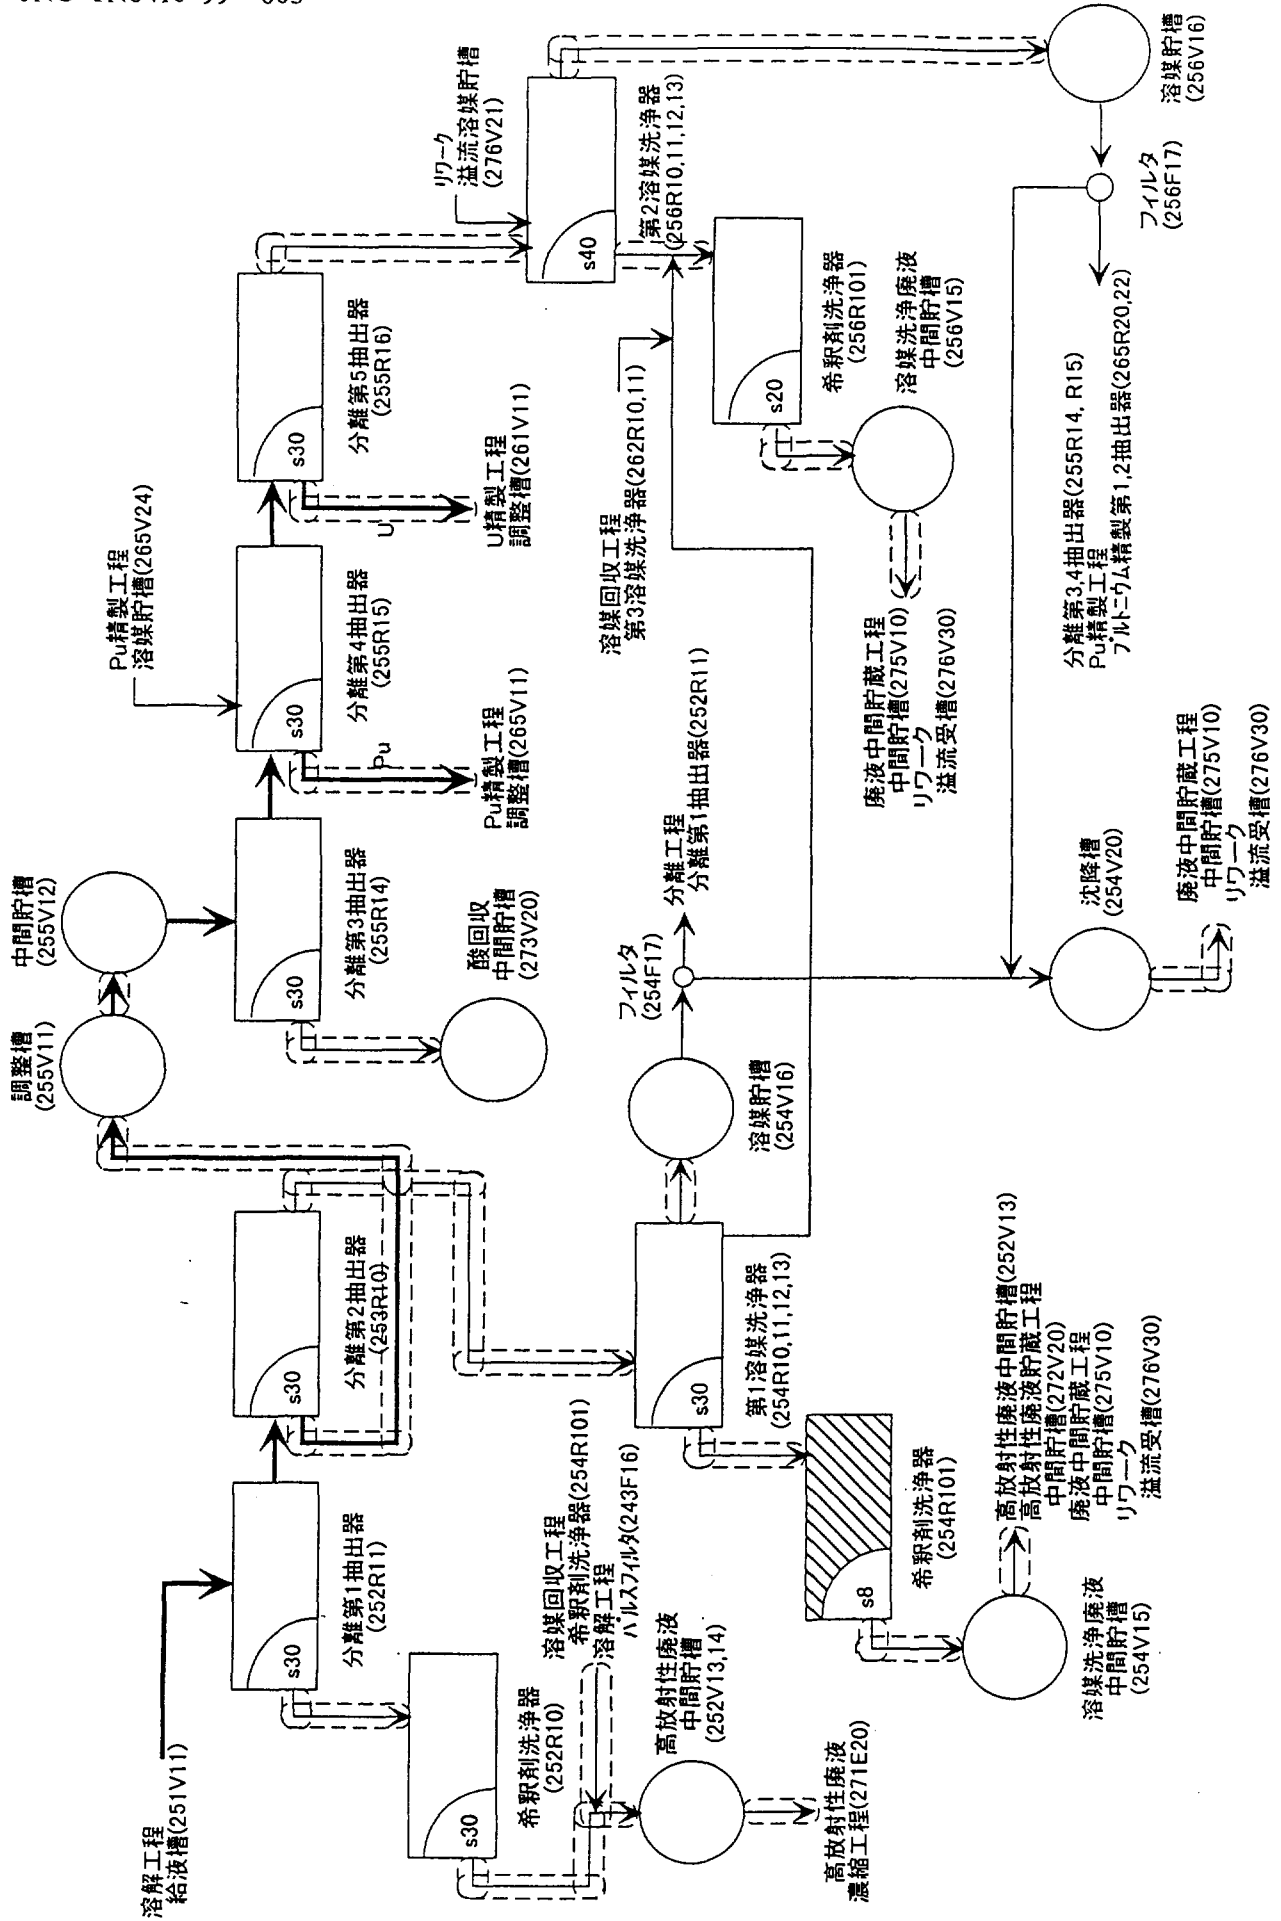 溶解工程
給液槽(251V11)
s30
分離第1抽出器
(252R11)
s30
希釈剤洗浄器
(252R10)
溶媒回収工程
希釈剤洗浄器(254R101)
溶解工程
パルスフィルタ(243F16)
高放射性廃液
中間貯槽
(252V13,14)
高放射性廃液
濃縮工程(271E20)
s30
分離第2抽出器
(253R10)
調整槽
(255V11)
中間貯槽
(255V12)
s30
分離第3抽出器
(255R14)
酸回収
中間貯槽
(273V20)
Pu精製工程
溶媒貯槽(265V24)
s30
分離第4抽出器
(255R15)
Pu
Pu精製工程
調整槽(265V11)
s30
分離第5抽出器
(255R16)
U
U精製工程
調整槽(261V11)
リワーク
溢流溶媒貯槽
(276V21)
s40
第2溶媒洗浄器
(256R10,11,12,13)
溶媒貯槽
(256V16)
フィルタ
(256F17)
分離第3,4抽出器(255R14, R15)
Pu精製工程
プルトニウム精製第1,2抽出器(265R20,22)
溶媒回収工程
第3溶媒洗浄器(262R10,11)
s20
希釈剤洗浄器
(256R101)
溶媒洗浄廃液
中間貯槽
(256V15)
廃液中間貯蔵工程
中間貯槽(275V10)
リワーク
溢流受槽(276V30)
s30
第1溶媒洗浄器
(254R10,11,12,13)
溶媒貯槽
(254V16)
フィルタ
(254F17)
分離工程
分離第1抽出器(252R11)
沈降槽
(254V20)
廃液中間貯蔵工程
中間貯槽(275V10)
リワーク
溢流受槽(276V30)
s8
希釈剤洗浄器
(254R101)
溶媒洗浄廃液
中間貯槽
(254V15)
高放射性廃液中間貯槽(252V13)
高放射性廃液貯蔵工程
中間貯槽(272V20)
廃液中間貯蔵工程
中間貯槽(275V10)
リワーク
溢流受槽(276V30)